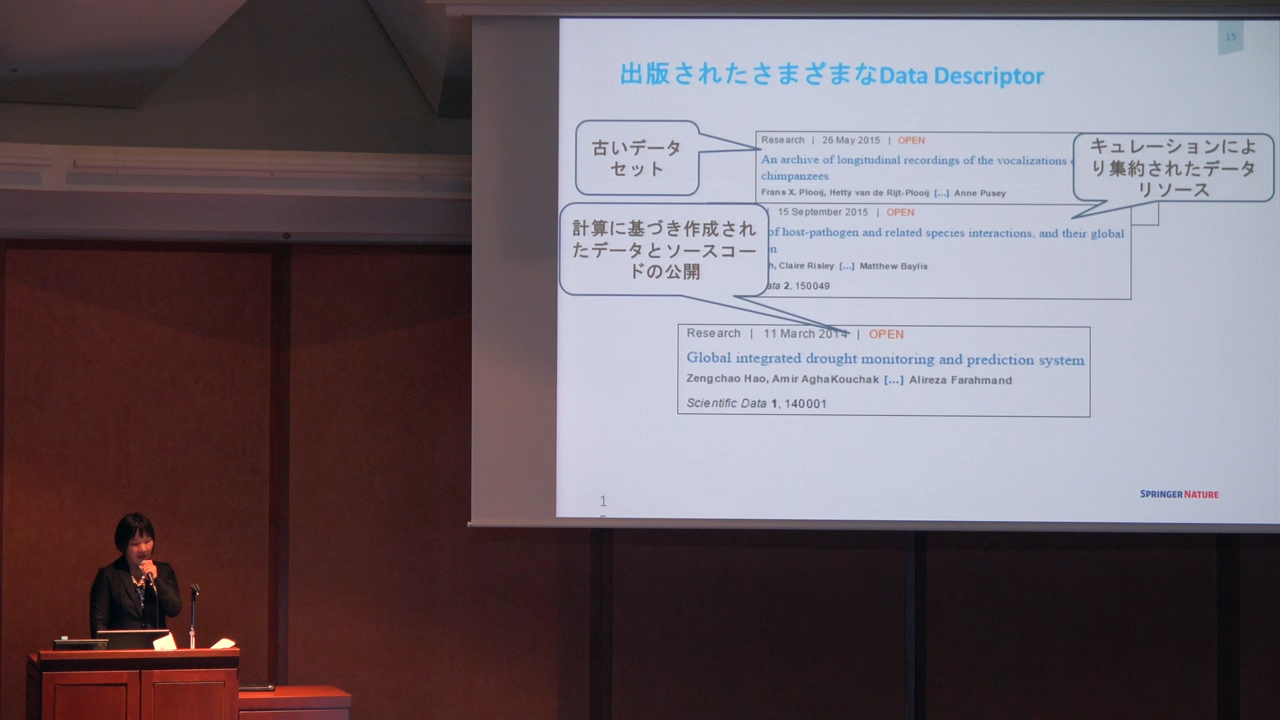 15
出版されたさまざまなData Descriptor
古いデータ
セット
Research | 26 May 2015 | OPEN
An archive of longitudinal recordings of the vocalizations
chimpanzees
Frans X. Plooij, Hetty van de Rijt-Plooij [...] Anne Pusey
キュレーションによ
り集約されたデータ
リソース
計算に基づき作成され
たデータとソースコー
ドの公開
15 September 2015 | OPEN
of host-pathogen and related species interactions, and their global
Claire Risley [...] Matthew Baylis
2, 150049
Research | 11 March 2014 | OPEN
Global integrated drought monitoring and prediction system
Zengchao Hao, Amir AghaKouchak [...] Alireza Farahmand
Scientific Data 1, 140001
1
SPRINGER NATURE